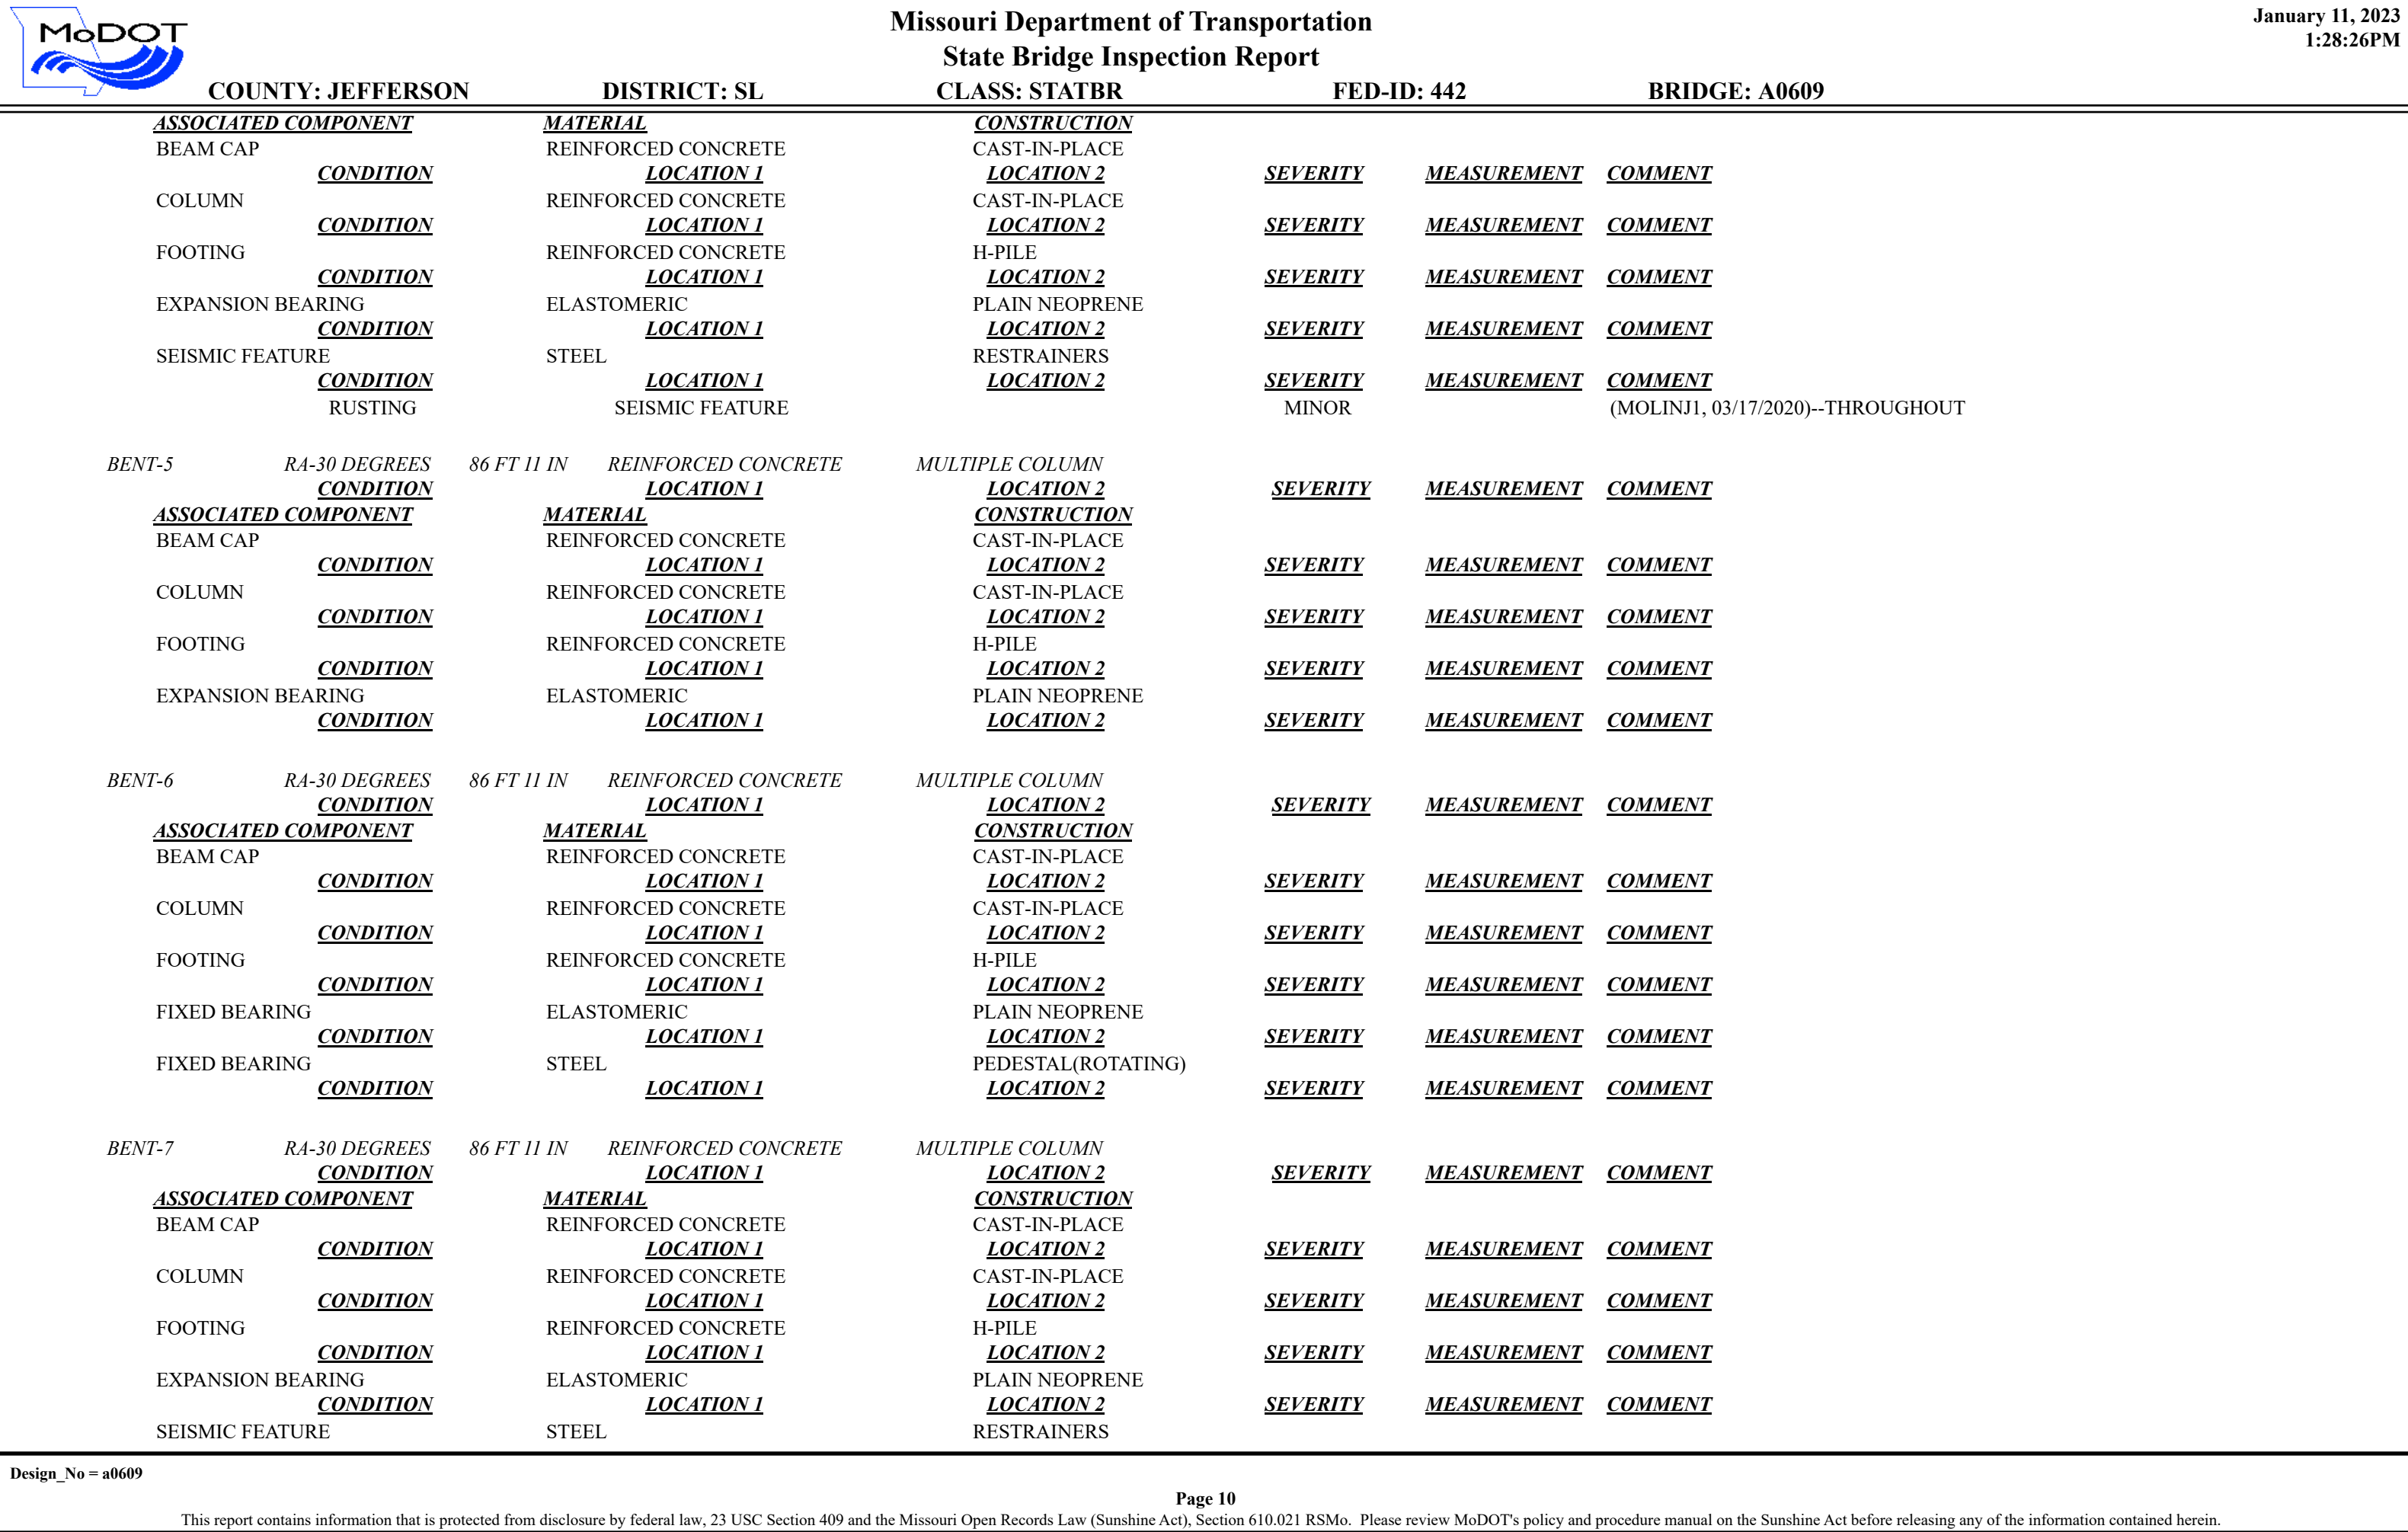 MoDOT
Missouri Department of Transportation
State Bridge Inspection Report
January 11, 2023
1:28:26PM
COUNTY: JEFFERSON DISTRICT: SL CLASS: STATBR FED-ID: 442 BRIDGE: A0609
ASSOCIATED COMPONENT MATERIAL CONSTRUCTION
BEAM CAP REINFORCED CONCRETE CAST-IN-PLACE
CONDITION LOCATION 1 LOCATION 2 SEVERITY MEASUREMENT COMMENT
COLUMN REINFORCED CONCRETE CAST-IN-PLACE
CONDITION LOCATION 1 LOCATION 2 SEVERITY MEASUREMENT COMMENT
FOOTING REINFORCED CONCRETE H-PILE
CONDITION LOCATION 1 LOCATION 2 SEVERITY MEASUREMENT COMMENT
EXPANSION BEARING ELASTOMERIC PLAIN NEOPRENE
CONDITION LOCATION 1 LOCATION 2 SEVERITY MEASUREMENT COMMENT
SEISMIC FEATURE STEEL RESTRAINERS
CONDITION LOCATION 1 LOCATION 2 SEVERITY MEASUREMENT COMMENT
RUSTING SEISMIC FEATURE MINOR (MOLINJ1, 03/17/2020)--THROUGHOUT
BENT-5 RA-30 DEGREES 86 FT 11 IN REINFORCED CONCRETE MULTIPLE COLUMN
CONDITION LOCATION 1 LOCATION 2 SEVERITY MEASUREMENT COMMENT
ASSOCIATED COMPONENT MATERIAL CONSTRUCTION
BEAM CAP REINFORCED CONCRETE CAST-IN-PLACE
CONDITION LOCATION 1 LOCATION 2 SEVERITY MEASUREMENT COMMENT
COLUMN REINFORCED CONCRETE CAST-IN-PLACE
CONDITION LOCATION 1 LOCATION 2 SEVERITY MEASUREMENT COMMENT
FOOTING REINFORCED CONCRETE H-PILE
CONDITION LOCATION 1 LOCATION 2 SEVERITY MEASUREMENT COMMENT
EXPANSION BEARING ELASTOMERIC PLAIN NEOPRENE
CONDITION LOCATION 1 LOCATION 2 SEVERITY MEASUREMENT COMMENT
BENT-6 RA-30 DEGREES 86 FT 11 IN REINFORCED CONCRETE MULTIPLE COLUMN
CONDITION LOCATION 1 LOCATION 2 SEVERITY MEASUREMENT COMMENT
ASSOCIATED COMPONENT MATERIAL CONSTRUCTION
BEAM CAP REINFORCED CONCRETE CAST-IN-PLACE
CONDITION LOCATION 1 LOCATION 2 SEVERITY MEASUREMENT COMMENT
COLUMN REINFORCED CONCRETE CAST-IN-PLACE
CONDITION LOCATION 1 LOCATION 2 SEVERITY MEASUREMENT COMMENT
FOOTING REINFORCED CONCRETE H-PILE
CONDITION LOCATION 1 LOCATION 2 SEVERITY MEASUREMENT COMMENT
FIXED BEARING ELASTOMERIC PLAIN NEOPRENE
CONDITION LOCATION 1 LOCATION 2 SEVERITY MEASUREMENT COMMENT
FIXED BEARING STEEL PEDESTAL(ROTATING)
CONDITION LOCATION 1 LOCATION 2 SEVERITY MEASUREMENT COMMENT
BENT-7 RA-30 DEGREES 86 FT 11 IN REINFORCED CONCRETE MULTIPLE COLUMN
CONDITION LOCATION 1 LOCATION 2 SEVERITY MEASUREMENT COMMENT
ASSOCIATED COMPONENT MATERIAL CONSTRUCTION
BEAM CAP REINFORCED CONCRETE CAST-IN-PLACE
CONDITION LOCATION 1 LOCATION 2 SEVERITY MEASUREMENT COMMENT
COLUMN REINFORCED CONCRETE CAST-IN-PLACE
CONDITION LOCATION 1 LOCATION 2 SEVERITY MEASUREMENT COMMENT
FOOTING REINFORCED CONCRETE H-PILE
CONDITION LOCATION 1 LOCATION 2 SEVERITY MEASUREMENT COMMENT
EXPANSION BEARING ELASTOMERIC PLAIN NEOPRENE
CONDITION LOCATION 1 LOCATION 2 SEVERITY MEASUREMENT COMMENT
SEISMIC FEATURE STEEL RESTRAINERS
Design_No = a0609
Page 10
This report contains information that is protected from disclosure by federal law, 23 USC Section 409 and the Missouri Open Records Law (Sunshine Act), Section 610.021 RSMo. Please review MoDOT's policy and procedure manual on the Sunshine Act before releasing any of the information contained herein.